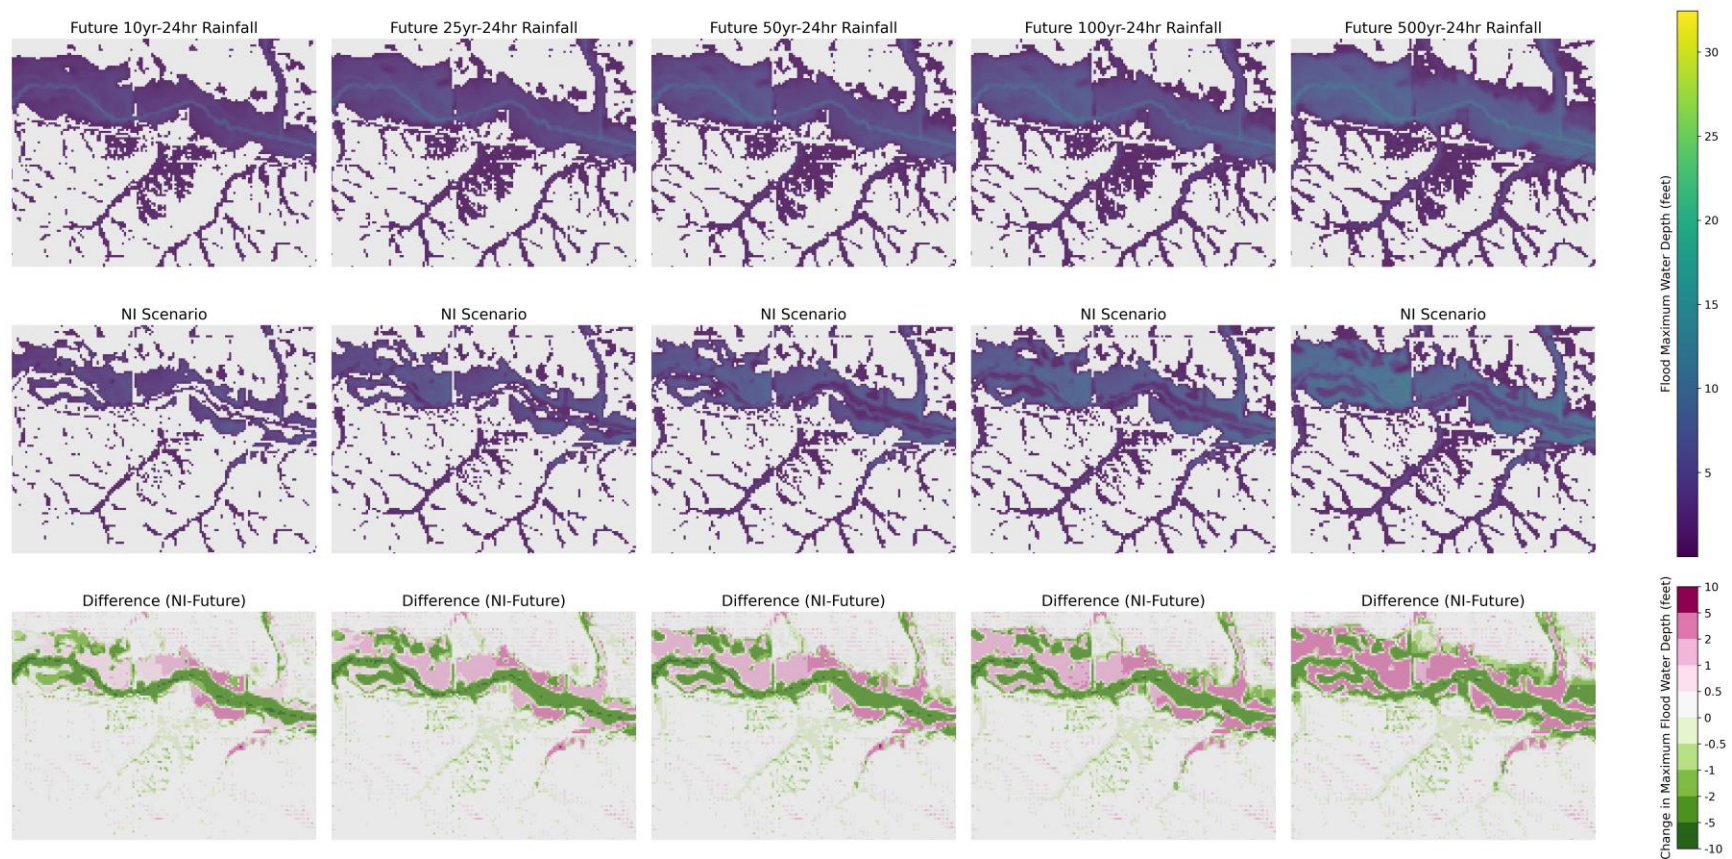 Future 10yr-24hr Rainfall
Future 25yr-24hr Rainfall
Future 50yr-24hr Rainfall
Future 100yr-24hr Rainfall
Future 500yr-24hr Rainfall
NI Scenario
NI Scenario
NI Scenario
NI Scenario
NI Scenario
Difference (NI-Future)
Difference (NI-Future)
Difference (NI-Future)
Difference (NI-Future)
Difference (NI-Future)
Flood Maximum Water Depth (feet)
30
25
20
15
10
5
Change in Maximum Flood Water Depth (feet)
10
5
2
1
0.5
0
-0.5
-1
-2
-5
-10